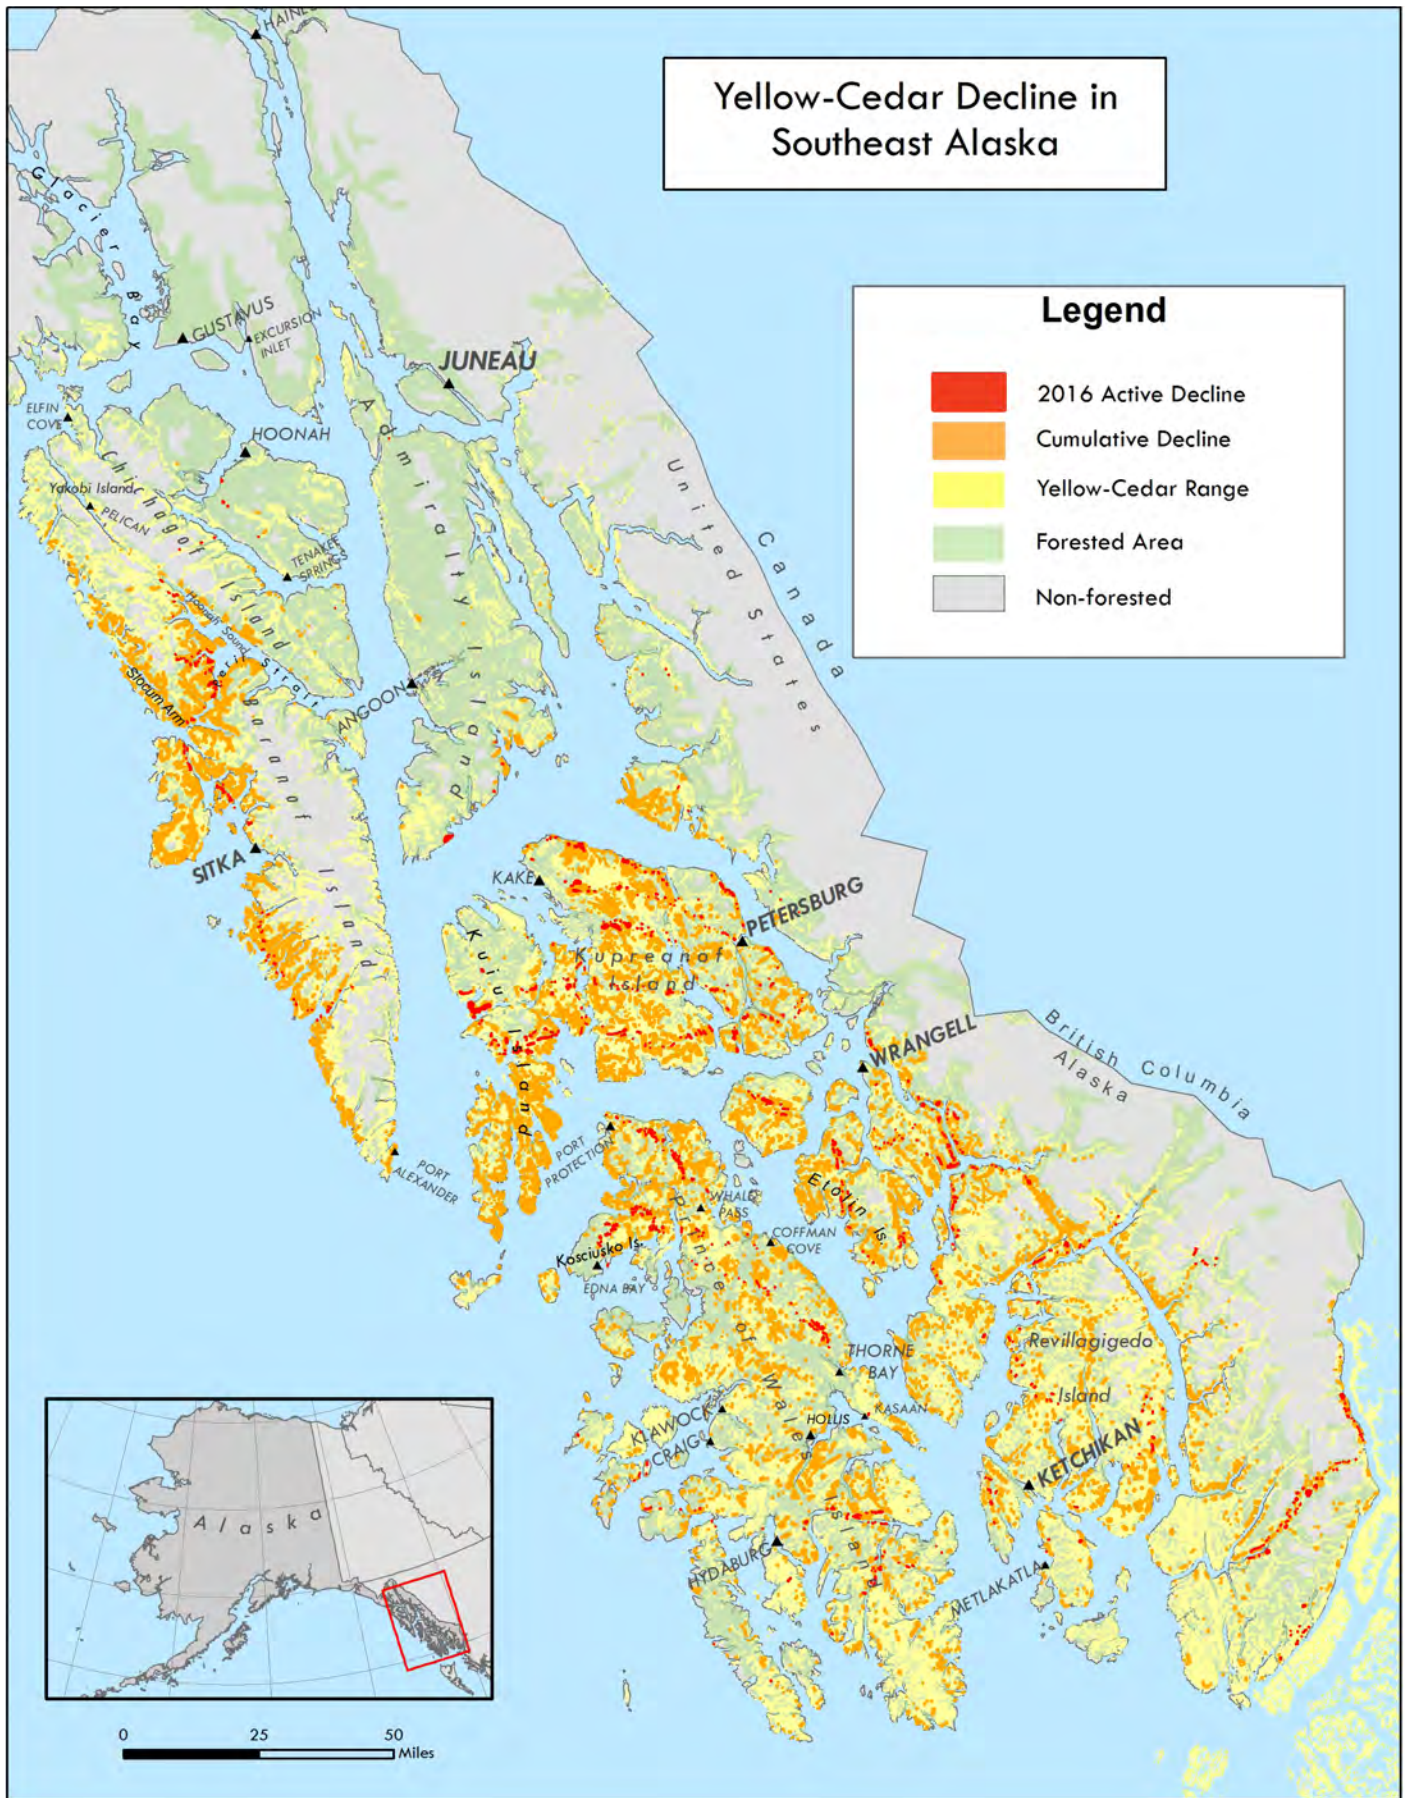 HAINES
Yellow-Cedar Decline in
Southeast Alaska
Glacier Bay
GUSTAVUS
EXCURSION
INLET
JUNEAU
Legend
2016 Active Decline
Cumulative Decline
Yellow-Cedar Range
Forested Area
Non-forested
ELFIN
COVE
HOONAH
Admiralty Island
Chichagof Island
Yakobi Island
PELICAN
TENAKEE
SPRINGS
United States
Canada
Hoonah Sound
Peril Strait
Slocum Arm
ANGOON
Baranof Island
SITKA
KAKE
PETERSBURG
Kupreanof
Island
Kuiu Island
WRANGELL
British Columbia
Alaska
PORT
ALEXANDER
PORT
PROTECTION
WHALE
PASS
Etolin Is.
COFFMAN
COVE
Kosciusko Is.
EDNA BAY
Prince of Wales Island
THORNE
BAY
Revillagigedo
Island
KASAAN
KLAWOCK
HOLLIS
CRAIG
KETCHIKAN
HYDABURG
METLAKATLA
Alaska
0 25 50
Miles